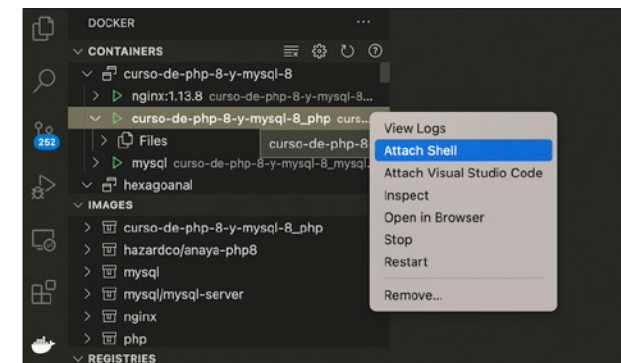 DOCKER
CONTAINERS
curso-de-php-8-y-mysql-8
nginx:1.13.8 curso-de-php-8-y-mysql-8...
curso-de-php-8-y-mysql-8_php curs...
Files
curso-de-php-8
mysql curso-de-php-8-y-mysql-8_mysql
hexagoanal
IMAGES
curso-de-php-8-y-mysql-8_php
hazardco/anaya-php8
mysql
mysql/mysql-server
nginx
php
REGISTRIES
252
View Logs
Attach Shell
Attach Visual Studio Code
Inspect
Open in Browser
Stop
Restart
Remove...